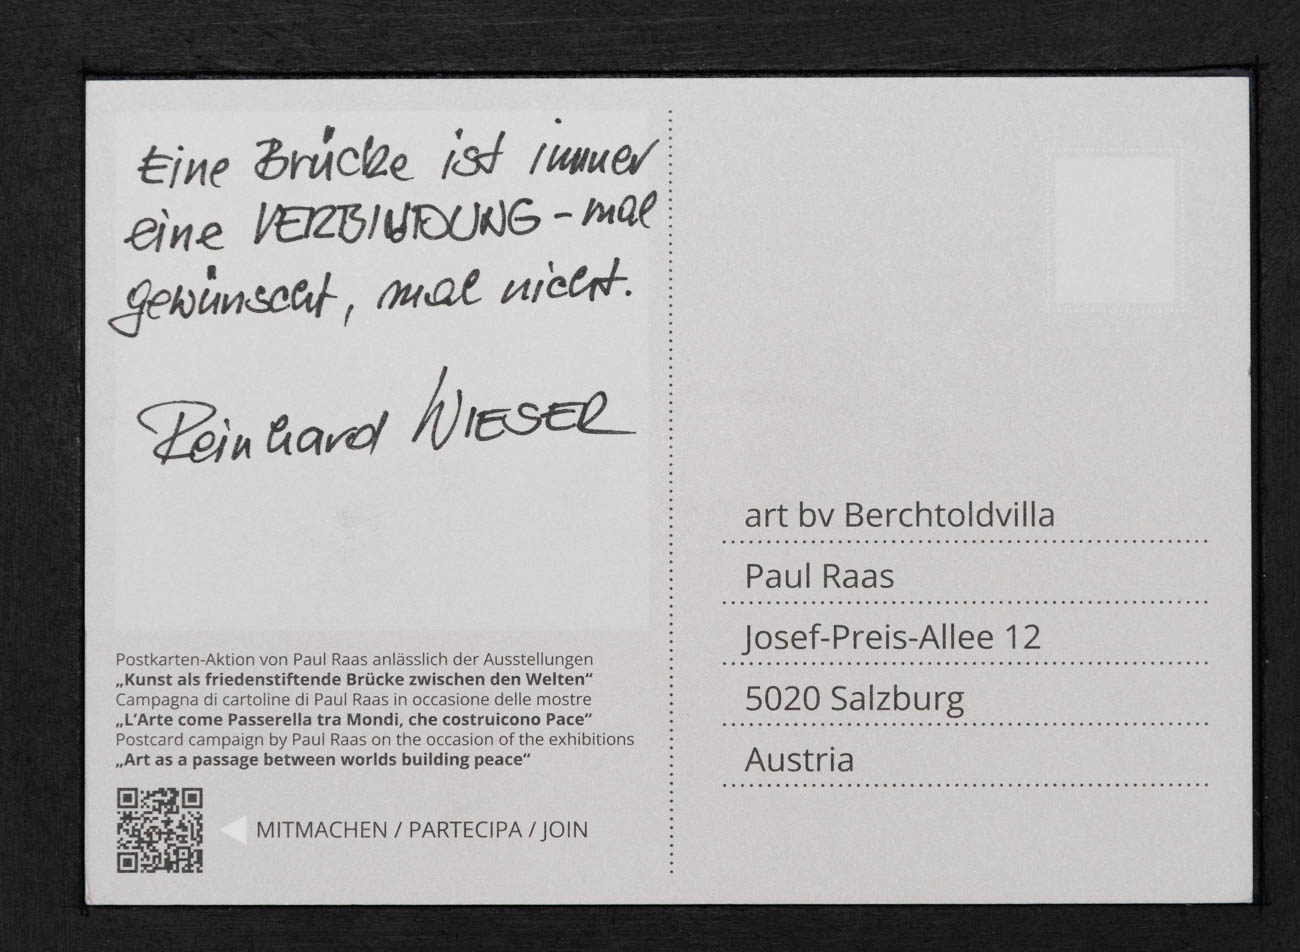 Eine Brücke ist immer
eine VERBINDUNG - mal
gewünscht, mal nicht.
Reinhard WIESER
Postkarten-Aktion von Paul Raas anlässlich der Ausstellungen
„Kunst als friedenstiftende Brücke zwischen den Welten“
Campagna di cartoline di Paul Raas in occasione delle mostre
„L’Arte come Passerella tra Mondi, che costruicono Pace“
Postcard campaign by Paul Raas on the occasion of the exhibitions
„Art as a passage between worlds building peace“
MITMACHEN / PARTECIPA / JOIN
art bv Berchtoldvilla
Paul Raas
Josef-Preis-Allee 12
5020 Salzburg
Austria